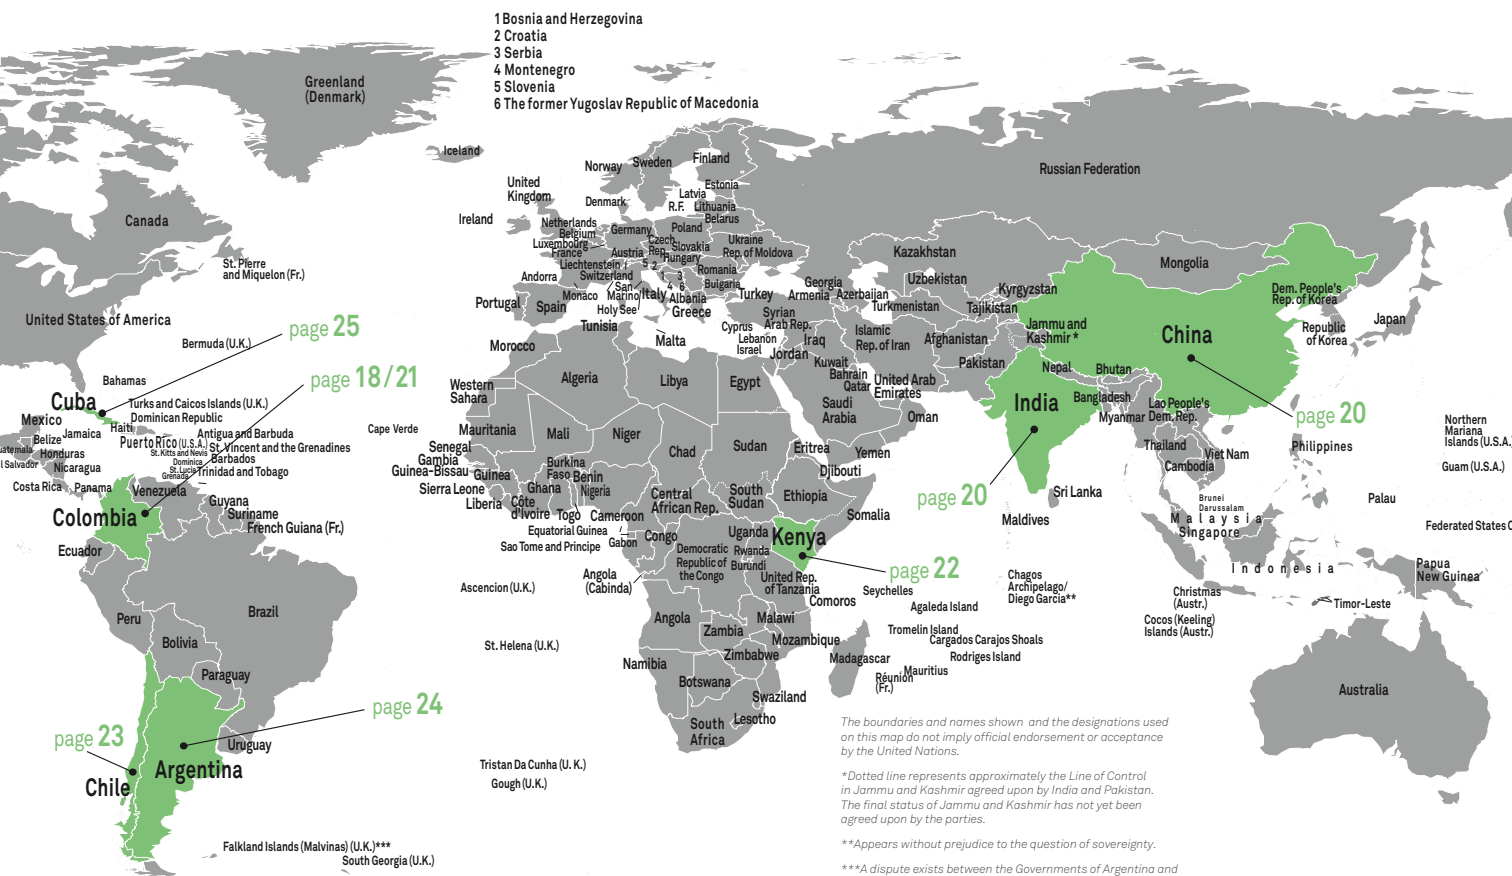 1 Bosnia and Herzegovina
2 Croatia
3 Serbia
4 Montenegro
5 Slovenia
6 The former Yugoslav Republic of Macedonia
Greenland
(Denmark)
Iceland
Norway
Sweden
Finland
Russian Federation
United
Kingdom
Estonia
Latvia
Denmark
R.F.
Lithuania
Belarus
Ireland
Canada
Netherlands
Belgium
Germany
Poland
Luxembourg
France
Czech
Rep.
Slovakia
Ukraine
Rep. of Moldova
Austria
Hungary
Liechtenstein
Switzerland
5
2
1
3
4
6
Romania
Bulgaria
Kazakhstan
Mongolia
St. Pierre
and Miquelon (Fr.)
Andorra
Monaco
San
Marino
Italy
Holy See
Albania
Greece
Turkey
Georgia
Armenia
Azerbaijan
Uzbekistan
Turkmenistan
Kyrgyzstan
Tajikistan
Dem. People's
Rep. of Korea
Republic
of Korea
Japan
Portugal
Spain
Tunisia
Malta
Cyprus
Lebanon
Israel
Syrian
Arab Rep.
Iraq
Jordan
Islamic
Rep. of Iran
Afghanistan
Jammu and
Kashmir *
China
United States of America
page 25
Bermuda (U.K.)
Morocco
Kuwait
Bahrain
Qatar
United Arab
Emirates
Pakistan
Nepal
Bhutan
page 18/21
Bahamas
Western
Sahara
Algeria
Libya
Egypt
Saudi
Arabia
Oman
India
Bangladesh
Myanmar
Lao People's
Dem. Rep.
page 20
Cuba
Turks and Caicos Islands (U.K.)
Dominican Republic
Mexico
Haiti
Jamaica
Belize
Honduras
Nicaragua
Puerto Rico (U.S.A.)
Antigua and Barbuda
St. Kitts and Nevis
St. Vincent and the Grenadines
Dominica
Barbados
St. Lucia
Grenada
Trinidad and Tobago
uatemala
l Salvador
Costa Rica
Panama
Venezuela
Cape Verde
Mauritania
Mali
Niger
Chad
Sudan
Eritrea
Yemen
Djibouti
Thailand
Viet Nam
Cambodia
Philippines
Northern
Mariana
Islands (U.S.A.
Guam (U.S.A.)
Senegal
Gambia
Guinea-Bissau
Guinea
Sierra Leone
Liberia
Côte
d'Ivoire
Burkina
Faso
Ghana
Togo
Benin
Nigeria
Cameroon
Central
African Rep.
South
Sudan
Ethiopia
Somalia
page 20
Sri Lanka
Maldives
Brunei
Darussalam
Malaysia
Singapore
Palau
Federated States O
Colombia
Guyana
Suriname
French Guiana (Fr.)
Ecuador
Equatorial Guinea
Sao Tome and Principe
Gabon
Congo
Democratic
Republic of
the Congo
Uganda
Rwanda
Burundi
Kenya
page 22
United Rep.
of Tanzania
Indonesia
Papua
New Guinea
Ascencion (U.K.)
Angola
(Cabinda)
Seychelles
Comoros
Chagos
Archipelago/
Diego Garcia**
Agaleda Island
Christmas
(Austr.)
Cocos (Keeling)
Islands (Austr.)
Timor-Leste
Peru
Brazil
Bolivia
Angola
Zambia
Malawi
Mozambique
Zimbabwe
Tromelin Island
Cargados Carajos Shoals
Rodriges Island
Mauritius
Réunion
(Fr.)
Madagascar
St. Helena (U.K.)
Paraguay
Namibia
Botswana
Swaziland
Lesotho
South
Africa
Australia
page 24
page 23
Uruguay
Argentina
Chile
Tristan Da Cunha (U. K.)
Gough (U.K.)
Falkland Islands (Malvinas) (U.K.)***
South Georgia (U.K.)
The boundaries and names shown and the designations used
on this map do not imply official endorsement or acceptance
by the United Nations.
*Dotted line represents approximately the Line of Control
in Jammu and Kashmir agreed upon by India and Pakistan.
The final status of Jammu and Kashmir has not yet been
agreed upon by the parties.
**Appears without prejudice to the question of sovereignty.
***A dispute exists between the Governments of Argentina and